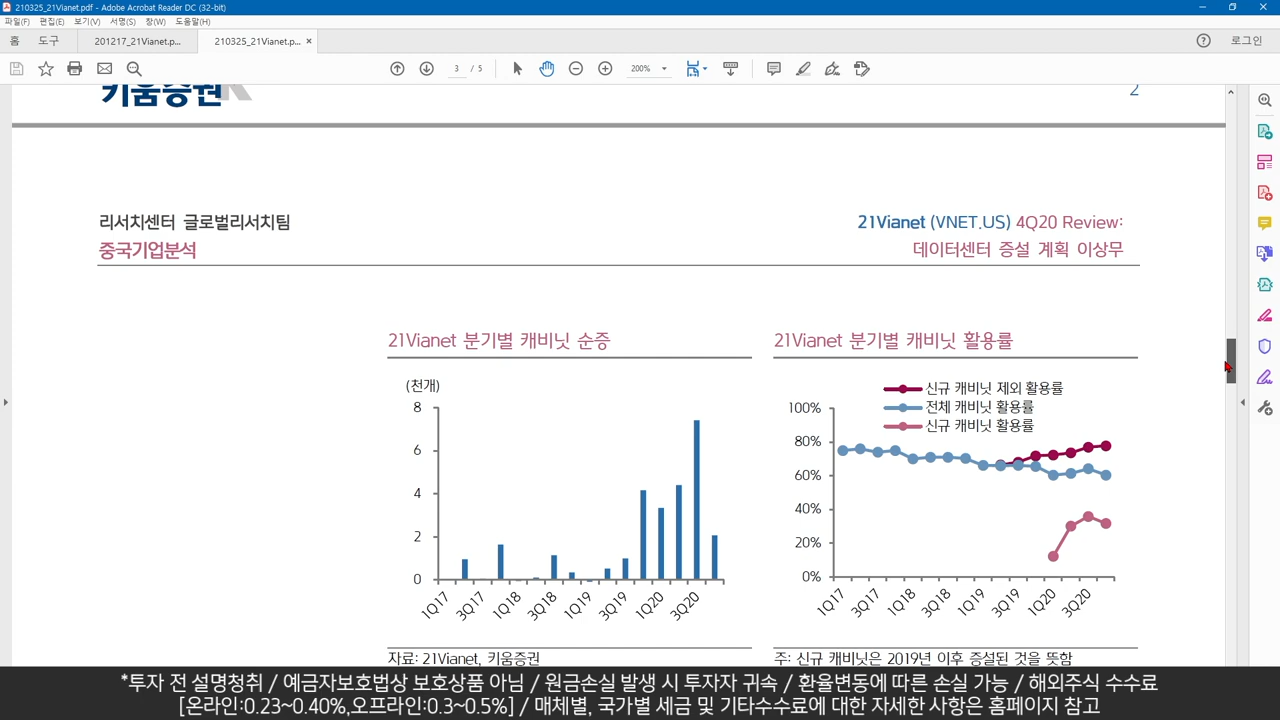 210325_21Vianet.pdf - Adobe Acrobat Reader DC (32-bit)
파일(F) 편집(E) 보기(V) 서명(S) 창(W) 도움말(H)
홈 도구 201217_21Vianet.p... 210325_21Vianet.p... × 로그인
3 / 5 200%
키움증권
2
리서치센터 글로벌리서치팀
중국기업분석
21Vianet (VNET.US) 4Q20 Review:
데이터센터 증설 계획 이상무
21Vianet 분기별 캐비닛 순증
(천개)
8
6
4
2
0
1Q17 3Q17 1Q18 3Q18 1Q19 3Q19 1Q20 3Q20
자료: 21Vianet, 키움증권
21Vianet 분기별 캐비닛 활용률
신규 캐비닛 제외 활용률
전체 캐비닛 활용률
신규 캐비닛 활용률
100%
80%
60%
40%
20%
0%
1Q17 3Q17 1Q18 3Q18 1Q19 3Q19 1Q20 3Q20
주: 신규 캐비닛은 2019년 이후 증설된 것을 뜻함
*투자 전 설명청취 / 예금자보호법상 보호상품 아님 / 원금손실 발생 시 투자자 귀속 / 환율변동에 따른 손실 가능 / 해외주식 수수료
[온라인:0.23~0.40%,오프라인:0.3~0.5%] / 매체별, 국가별 세금 및 기타수수료에 대한 자세한 사항은 홈페이지 참고